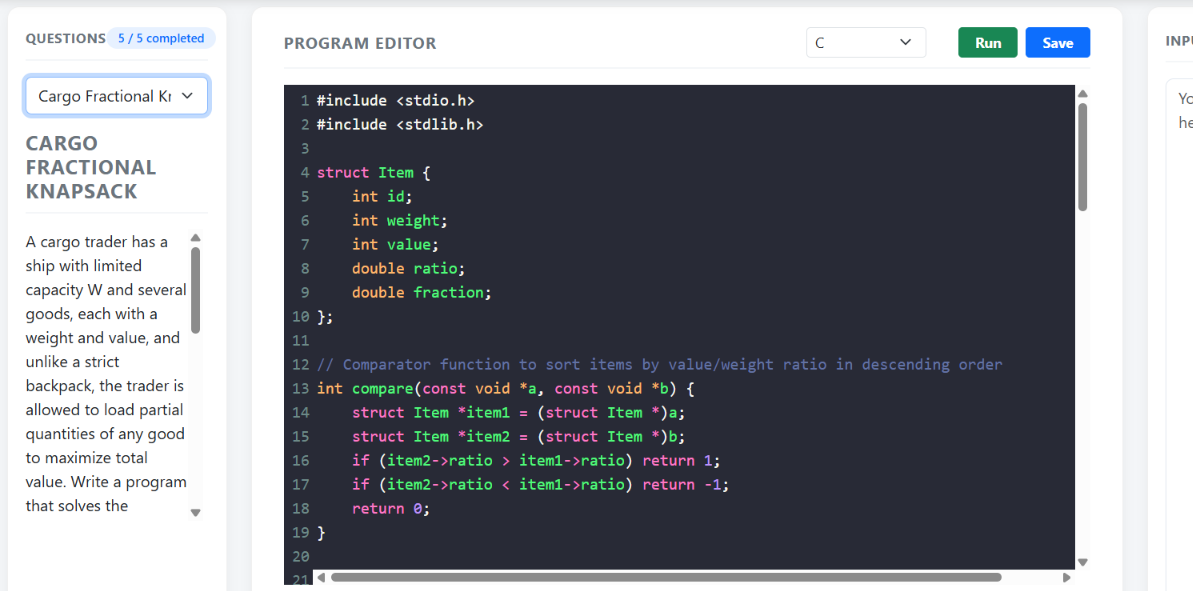 QUESTIONS 5 / 5 completed
Cargo Fractional Kr
CARGO
FRACTIONAL
KNAPSACK
A cargo trader has a
ship with limited
capacity W and several
goods, each with a
weight and value, and
unlike a strict
backpack, the trader is
allowed to load partial
quantities of any good
to maximize total
value. Write a program
that solves the
PROGRAM EDITOR
C
Run
Save
1 #include <stdio.h>
2 #include <stdlib.h>
3
4 struct Item {
5     int id;
6     int weight;
7     int value;
8     double ratio;
9     double fraction;
10 };
11
12 // Comparator function to sort items by value/weight ratio in descending order
13 int compare(const void *a, const void *b) {
14     struct Item *item1 = (struct Item *)a;
15     struct Item *item2 = (struct Item *)b;
16     if (item2->ratio > item1->ratio) return 1;
17     if (item2->ratio < item1->ratio) return -1;
18     return 0;
19 }
20
21
INPU
Yo
he